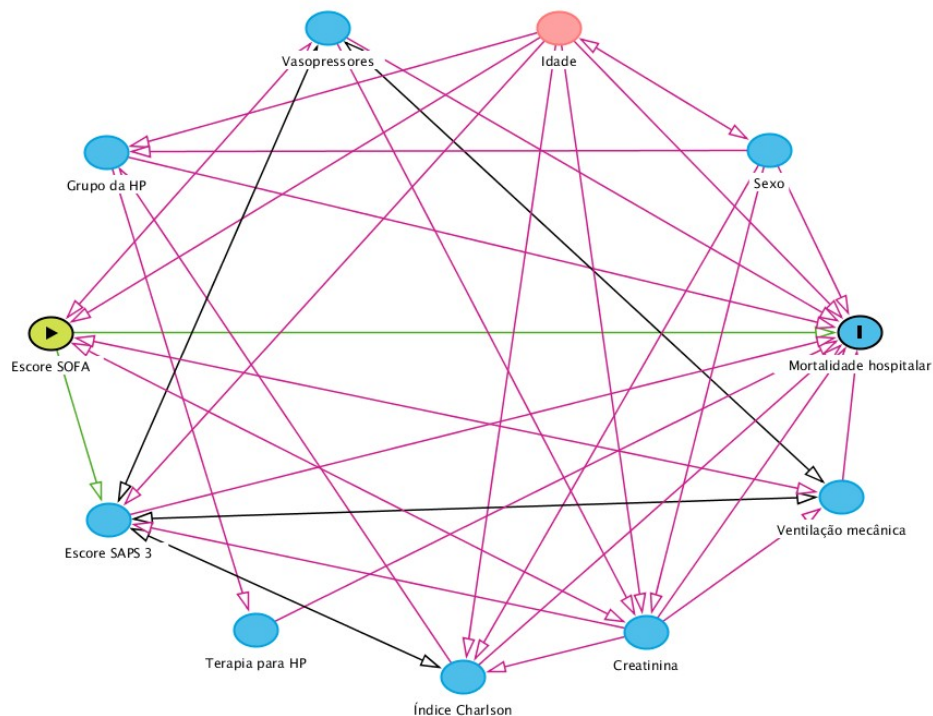 Vasopressores
Idade
Grupo da HP
Sexo
Escore SOFA
Mortalidade hospitalar
Escore SAPS 3
Ventilação mecânica
Terapia para HP
Creatinina
Índice Charlson